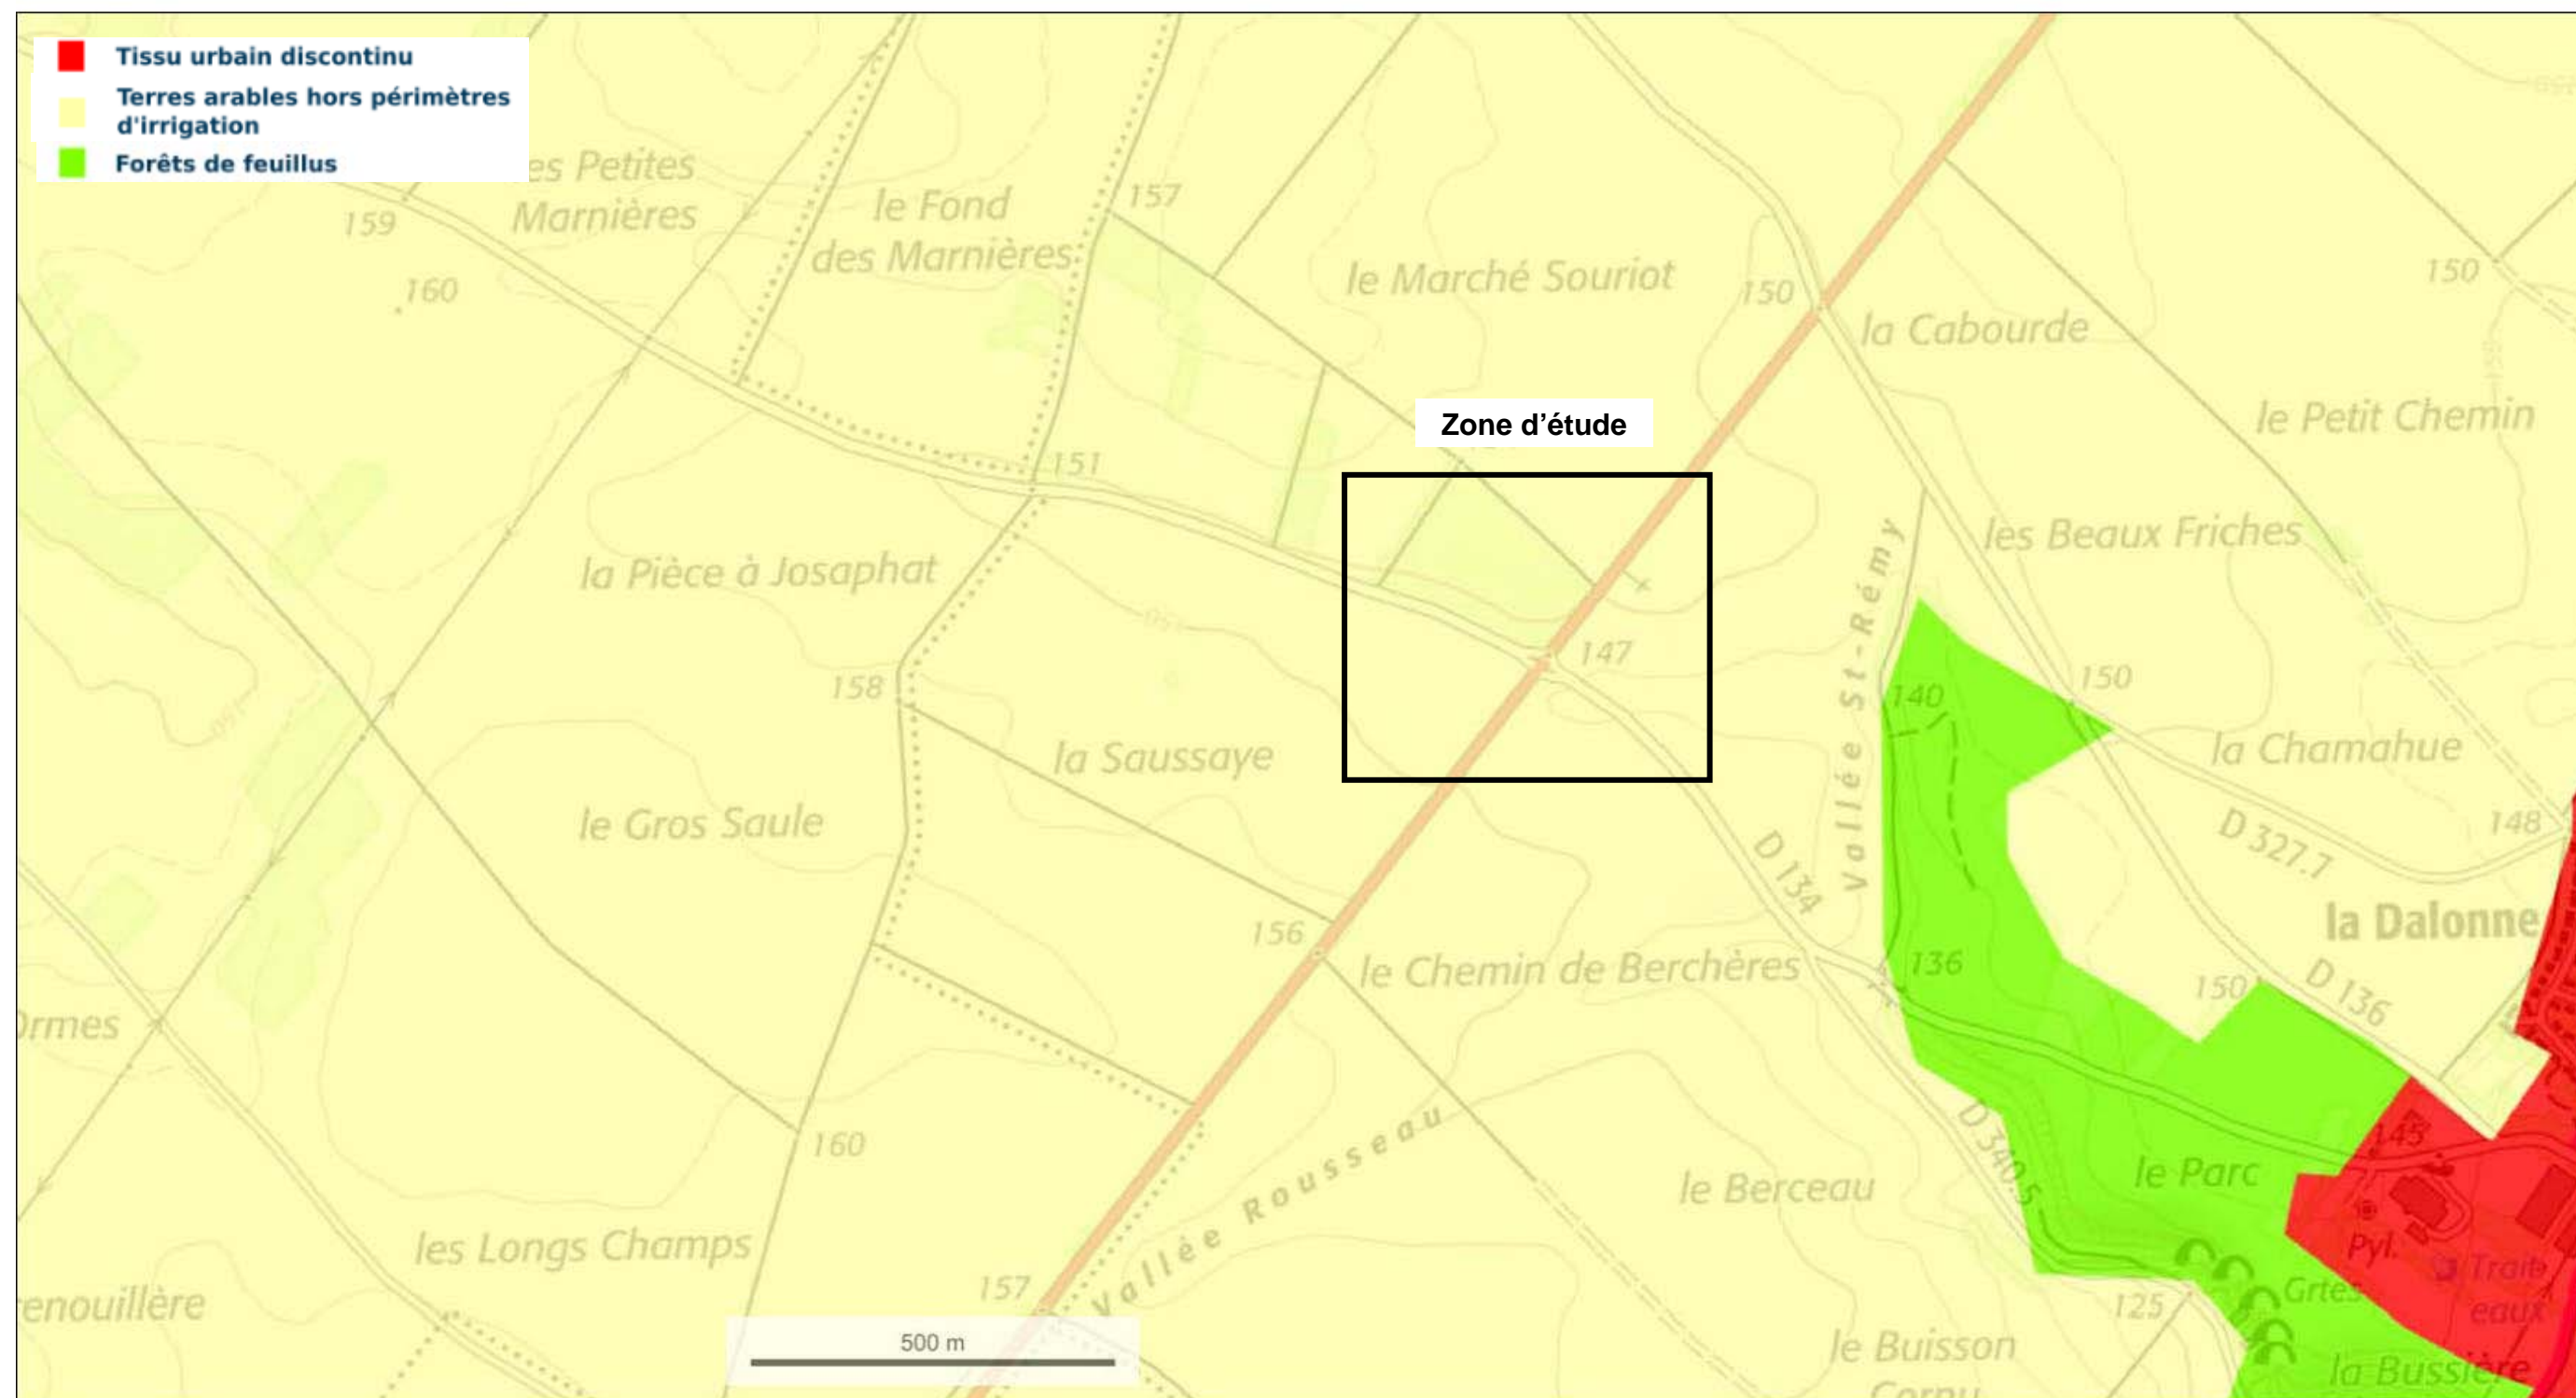 Tissu urbain discontinu
Terres arables hors périmètres
d'irrigation
Forêts de feuillus
es Petites
Marnières
159
160
le Fond
des Marnières
157
le Marché Souriot
150
la Cabourde
150
le Petit Chemin
Zone d'étude
151
la Pièce à Josaphat
les Beaux Friches
Vallée St-Rémy
147
158
140
150
la Saussaye
la Chamahue
le Gros Saule
148
D 327.7
D 134
la Dalonne
156
le Chemin de Berchères
136
150
D 136
Ormes
160
D 340.5
145
le Parc
le Berceau
Vallée Rousseau
les Longs Champs
Pyl.
Trait
eaux
Grtes
157
125
enouillère
500 m
le Buisson
Cornu
la Bussière